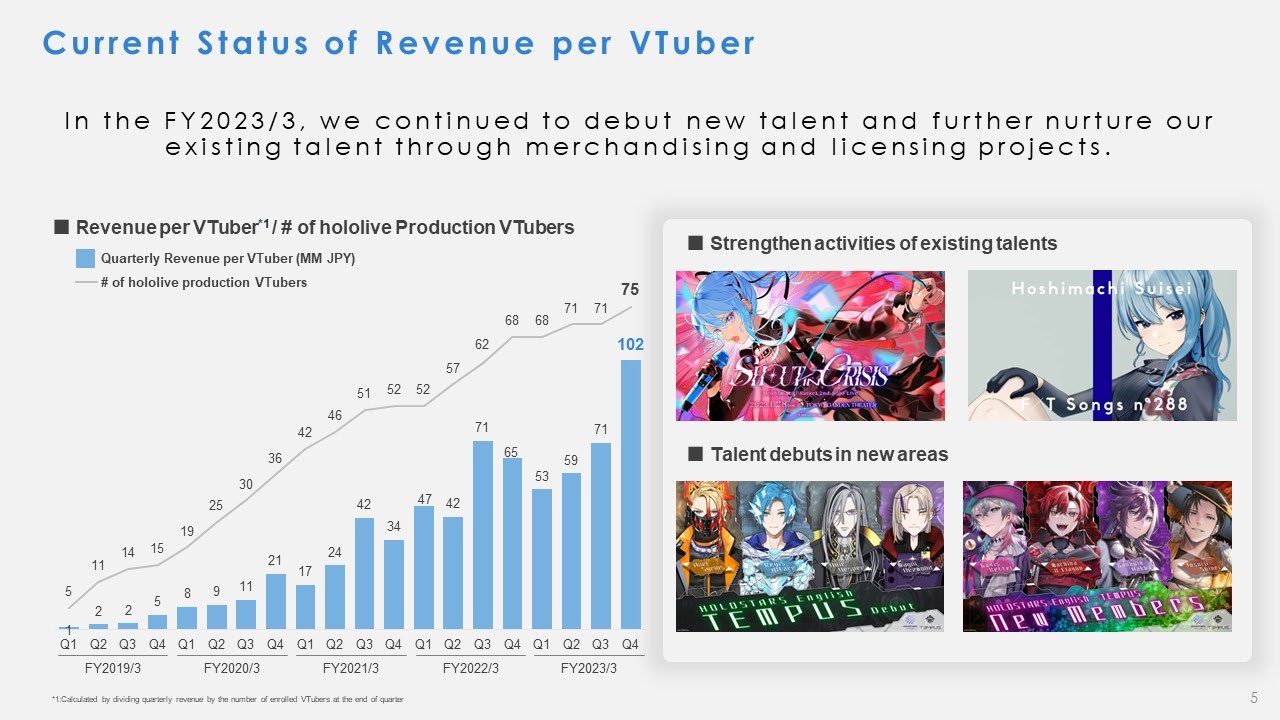 Current Status of Revenue per VTuber
In the FY2023/3, we continued to debut new talent and further nurture our
existing talent through merchandising and licensing projects.
■ Revenue per VTuber*1 / # of hololive Production VTubers
Quarterly Revenue per VTuber (MM JPY)
# of hololive production VTubers
5 11 14 15 19 25 30 36 42 46 51 52 52 57 62 68 68 71 71 75
1 2 2 5 8 9 11 21 17 24 42 34 47 42 71 65 53 59 71 102
Q1 Q2 Q3 Q4 Q1 Q2 Q3 Q4 Q1 Q2 Q3 Q4 Q1 Q2 Q3 Q4 Q1 Q2 Q3 Q4
FY2019/3 FY2020/3 FY2021/3 FY2022/3 FY2023/3
*1:Calculated by dividing quarterly revenue by the number of enrolled VTubers at the end of quarter
■ Strengthen activities of existing talents
SHOUT in CRISIS
Hoshimachi Suisei
Songs n°288
■ Talent debuts in new areas
HOLOSTARS English
TEMPUS Debut
HOLOSTARS English TEMPUS
New Members
5